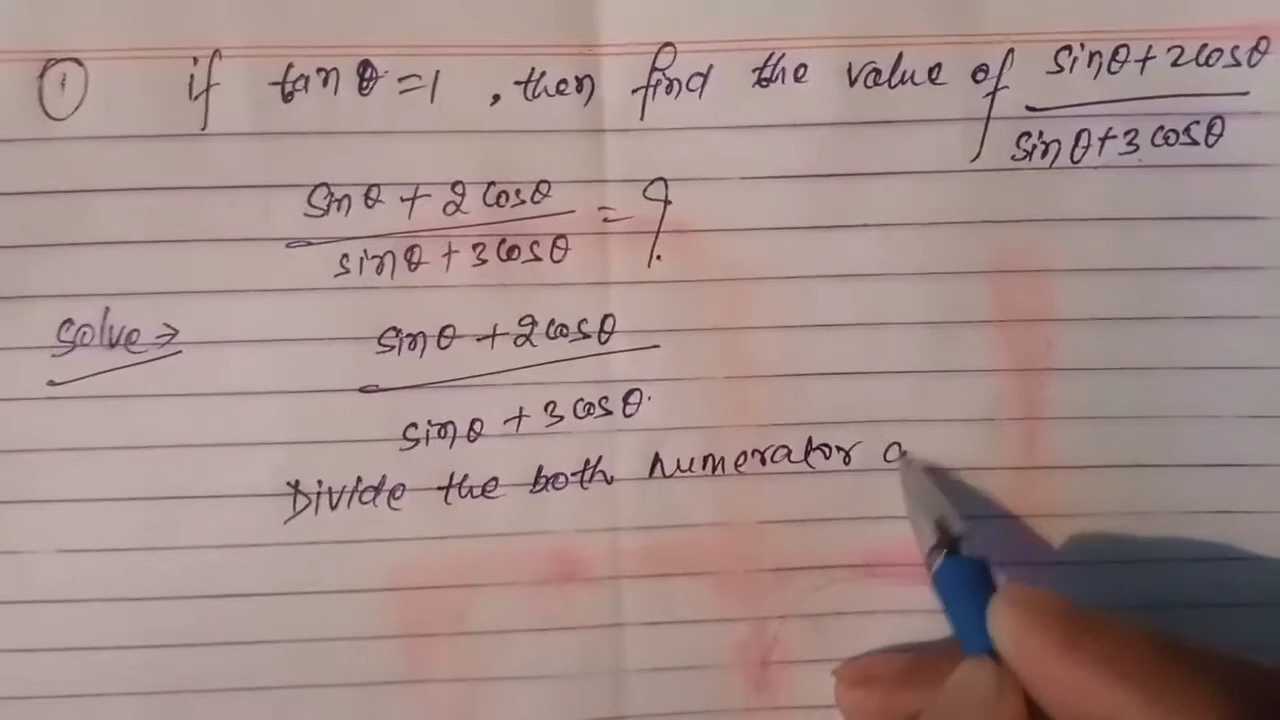 ① if tanθ=1, then find the value of sinθ+2cosθ
sinθ+3cosθ
sinθ + 2cosθ = ?
sinθ + 3cosθ
Solve⇒ sinθ + 2cosθ
sinθ + 3cosθ.
Divide the both numerator a